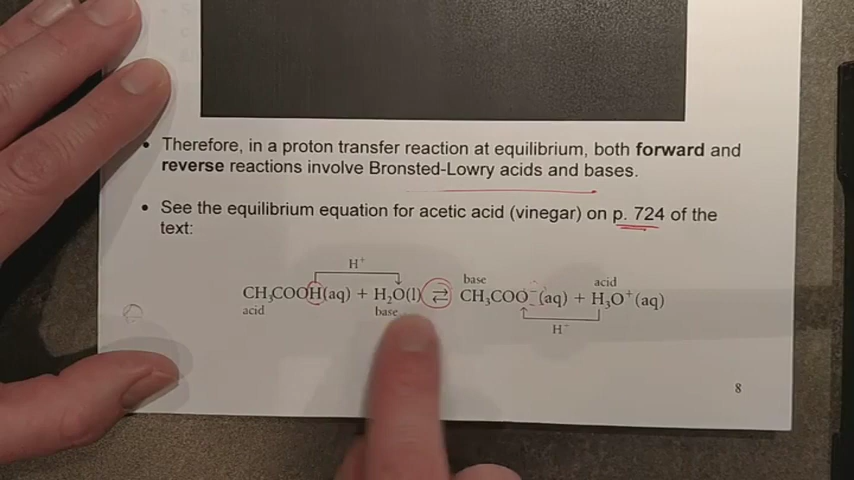 • Therefore, in a proton transfer reaction at equilibrium, both forward and
reverse reactions involve Bronsted-Lowry acids and bases.
• See the equilibrium equation for acetic acid (vinegar) on p. 724 of the
text:
H⁺
base acid
CH₃COOH(aq) + H₂O(l) ⇄ CH₃COO⁻(aq) + H₃O⁺(aq)
acid base
H⁺
8